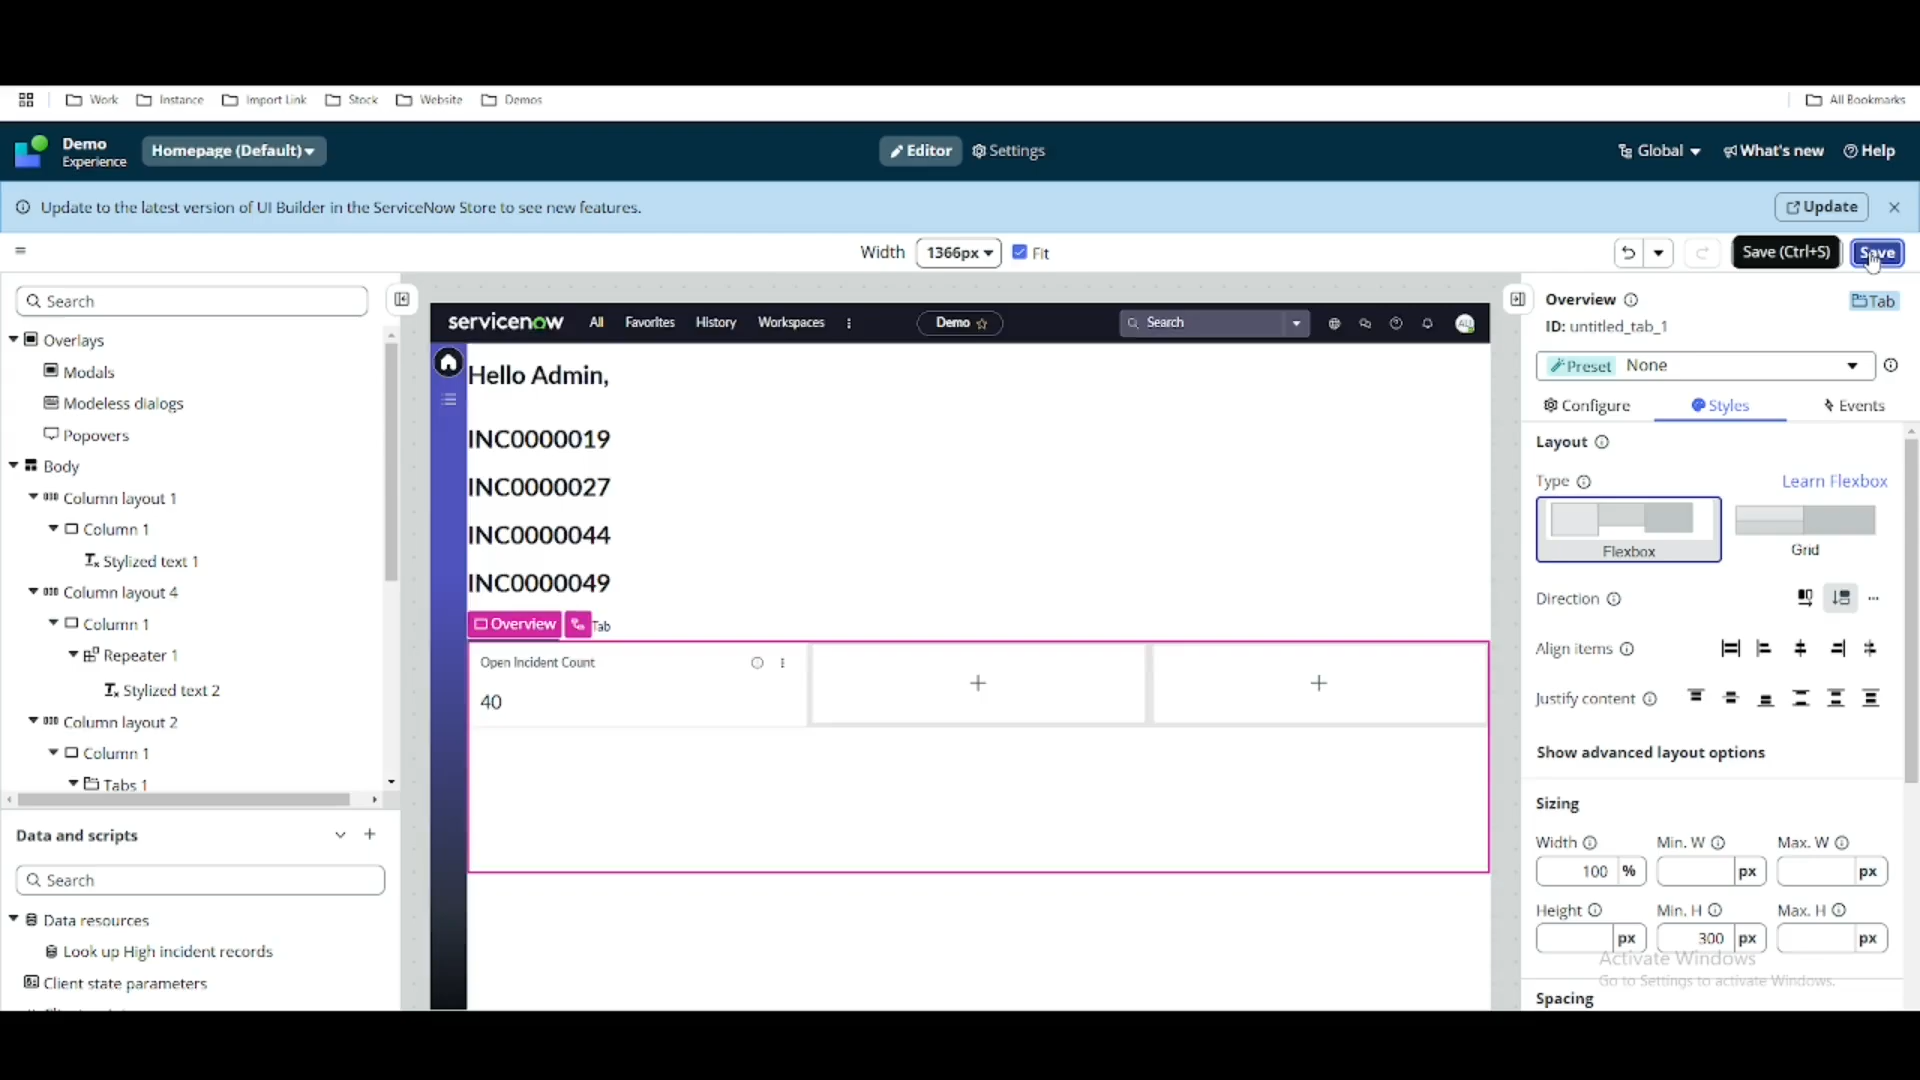 Work Instance Import Link Stock Website Demos All Bookmarks
Demo
Experience
Homepage (Default)
Editor Settings
Global What's new Help
Update to the latest version of UI Builder in the ServiceNow Store to see new features.
Update
Width 1366px Fit
Save (Ctrl+S) Save
Search
Overlays
Modals
Modeless dialogs
Popovers
Body
Column layout 1
Column 1
Stylized text 1
Column layout 4
Column 1
Repeater 1
Stylized text 2
Column layout 2
Column 1
Tabs 1
Data and scripts
Search
Data resources
Look up High incident records
Client state parameters
servicenow All Favorites History Workspaces Demo Search AU
Hello Admin,
INC0000019
INC0000027
INC0000044
INC0000049
Overview Tab
Open Incident Count
40
Overview Tab
ID: untitled_tab_1
Preset None
Configure Styles Events
Layout
Type Learn Flexbox
Flexbox Grid
Direction
Align items
Justify content
Show advanced layout options
Sizing
Width Min. W Max. W
100 % px px
Height Min. H Max. H
px 300 px px
Activate Windows
Go to Settings to activate Windows.
Spacing